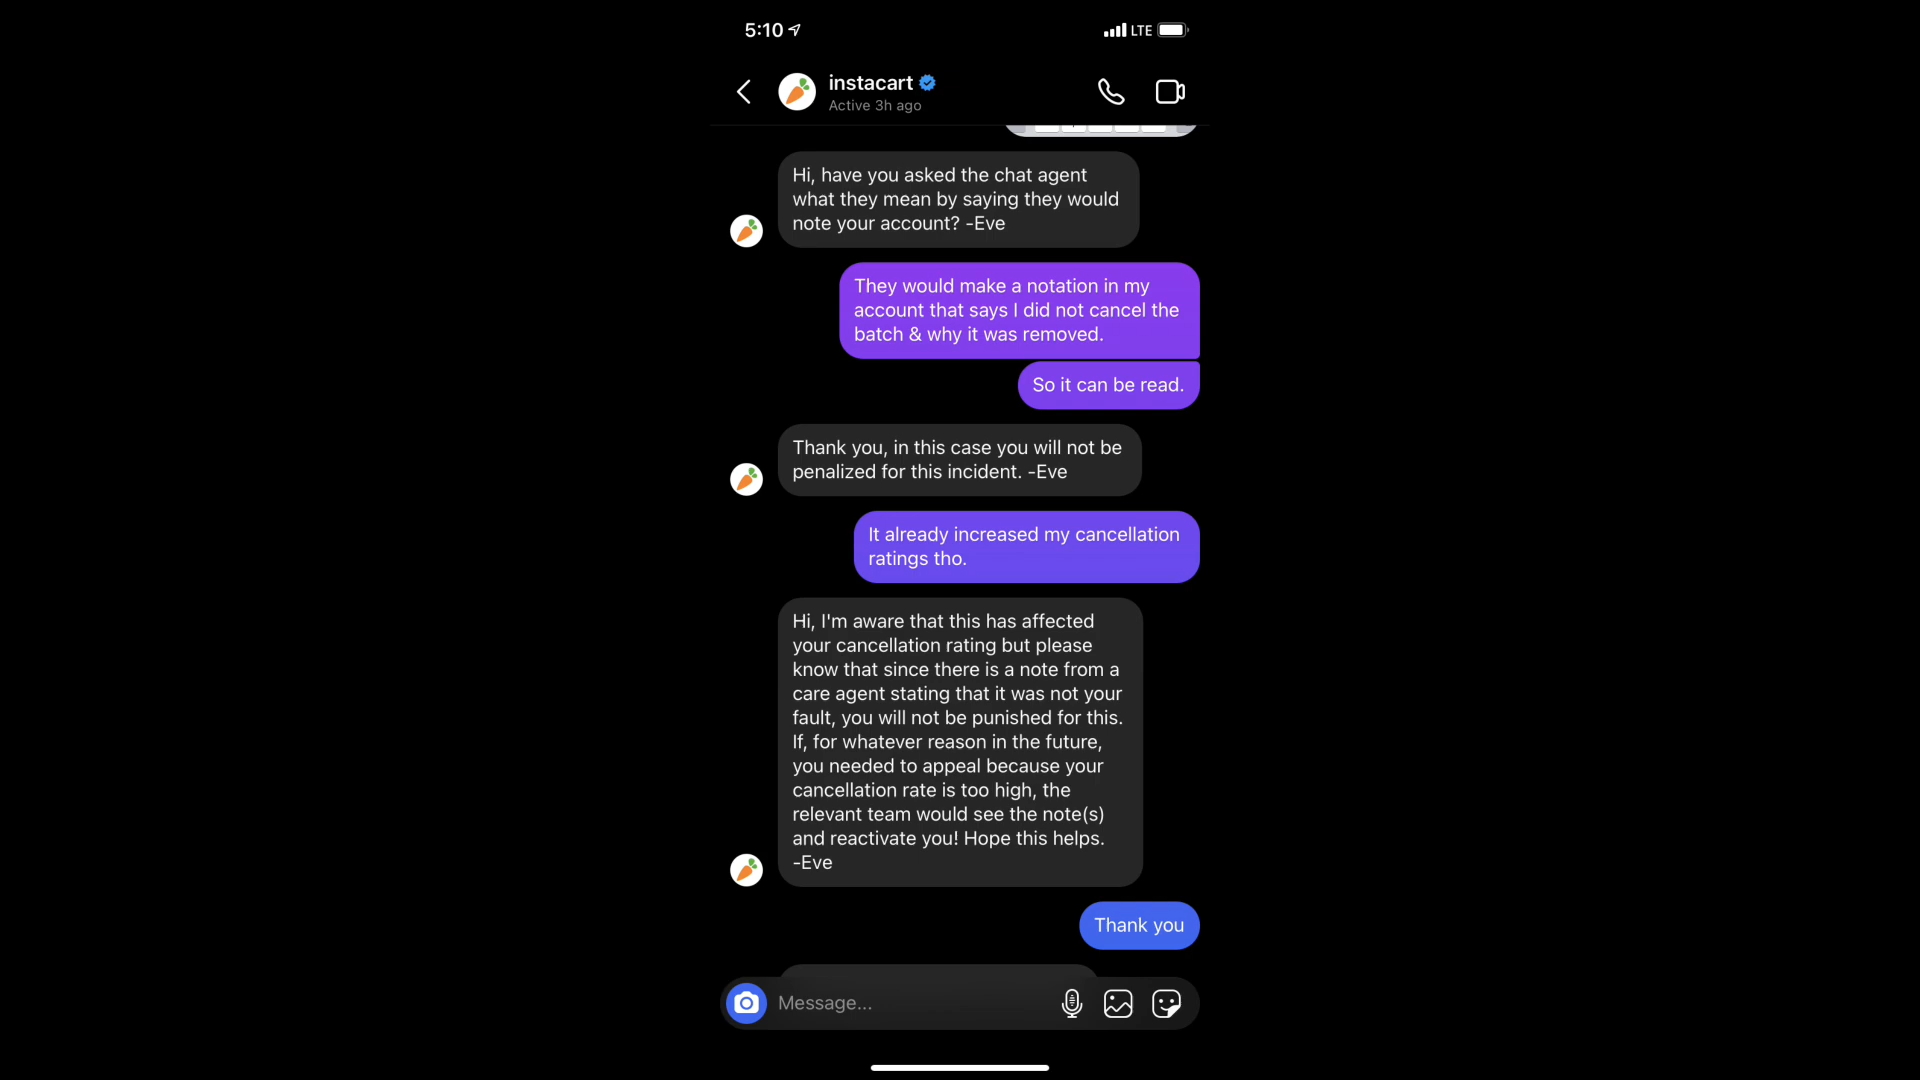 5:10
LTE
instacart
Active 3h ago
Hi, have you asked the chat agent
what they mean by saying they would
note your account? -Eve
They would make a notation in my
account that says I did not cancel the
batch & why it was removed.
So it can be read.
Thank you, in this case you will not be
penalized for this incident. -Eve
It already increased my cancellation
ratings tho.
Hi, I'm aware that this has affected
your cancellation rating but please
know that since there is a note from a
care agent stating that it was not your
fault, you will not be punished for this.
If, for whatever reason in the future,
you needed to appeal because your
cancellation rate is too high, the
relevant team would see the note(s)
and reactivate you! Hope this helps.
-Eve
Thank you
Message...